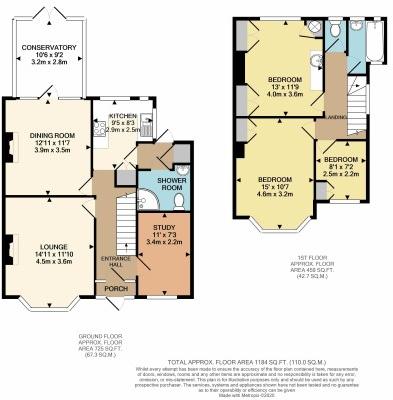 CONSERVATORY
10'6 x 9'2
3.2m x 2.8m
KITCHEN
9'5 x 8'3
2.9m x 2.5m
DINING ROOM
12'11 x 11'7
3.9m x 3.5m
SHOWER
ROOM
STUDY
11' x 7'3
3.4m x 2.2m
LOUNGE
14'11 x 11'10
4.5m x 3.6m
ENTRANCE
HALL
PORCH
GROUND FLOOR
APPROX. FLOOR
AREA 725 SQ.FT.
(67.3 SQ.M.)
BEDROOM
13' x 11'9
4.0m x 3.6m
LANDING
BEDROOM
15' x 10'7
4.6m x 3.2m
BEDROOM
8'1 x 7'2
2.5m x 2.2m
1ST FLOOR
APPROX. FLOOR
AREA 459 SQ.FT.
(42.7 SQ.M.)
TOTAL APPROX. FLOOR AREA 1184 SQ.FT. (110.0 SQ.M.)
Whilst every attempt has been made to ensure the accuracy of the floor plan contained here, measurements
of doors, windows, rooms and any other items are approximate and no responsibility is taken for any error,
omission, or mis-statement. This plan is for illustrative purposes only and should be used as such by any
prospective purchaser. The services, systems and appliances shown have not been tested and no guarantee
as to their operability or efficiency can be given
Made with Metropix ©2020